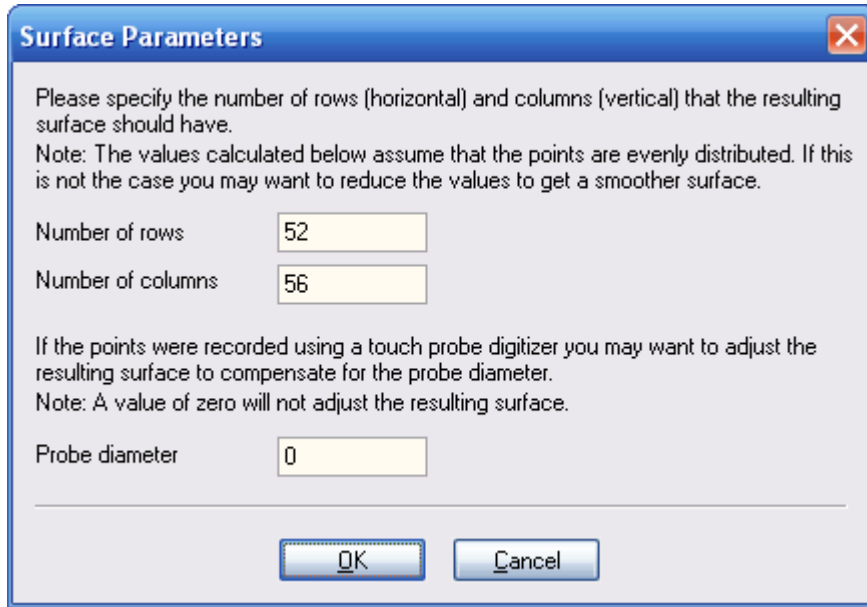 Surface Parameters
Please specify the number of rows (horizontal) and columns (vertical) that the resulting
surface should have.
Note: The values calculated below assume that the points are evenly distributed. If this
is not the case you may want to reduce the values to get a smoother surface.
Number of rows 52
Number of columns 56
If the points were recorded using a touch probe digitizer you may want to adjust the
resulting surface to compensate for the probe diameter.
Note: A value of zero will not adjust the resulting surface.
Probe diameter 0
OK Cancel